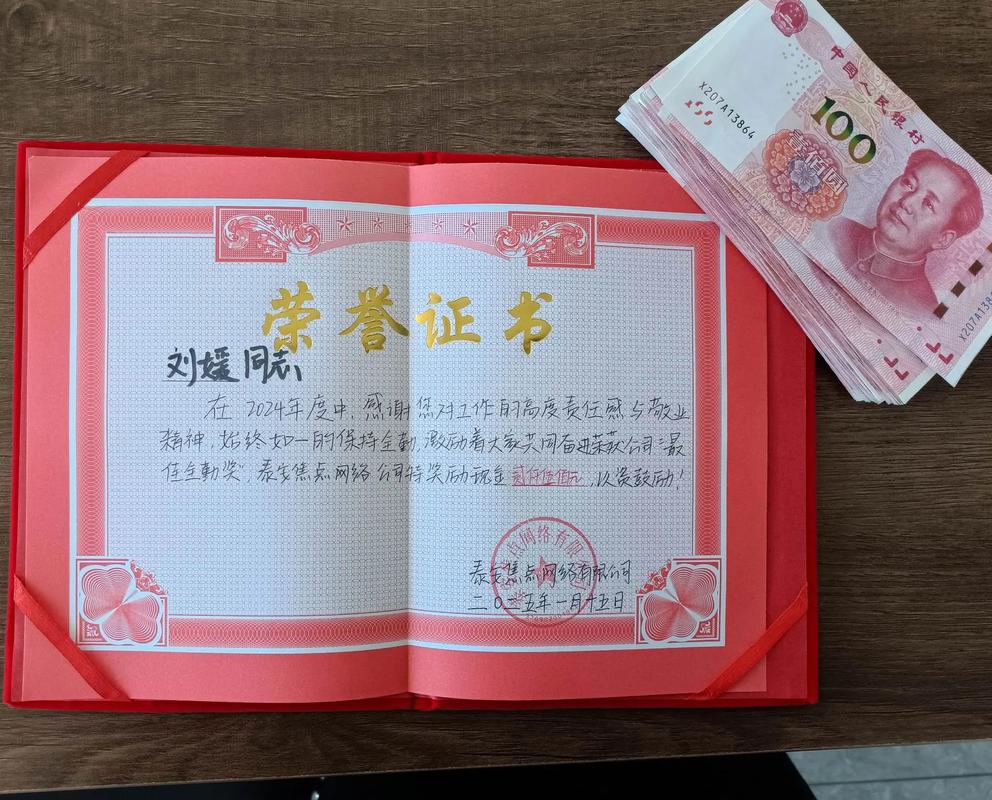 荣誉证书
刘媛同志
在2024年度中，感谢您对工作的高度责任感与敬业
精神，始终如一的保持全勤，激励着大家共同奋进荣获公司"最
佳全勤奖"，泰安焦点网络公司特奖励现金贰仟伍佰元，以资鼓励！
泰安焦点网络有限公司
二0二五年一月十五日
中国人民银行
X207A13864
100
壹佰圆